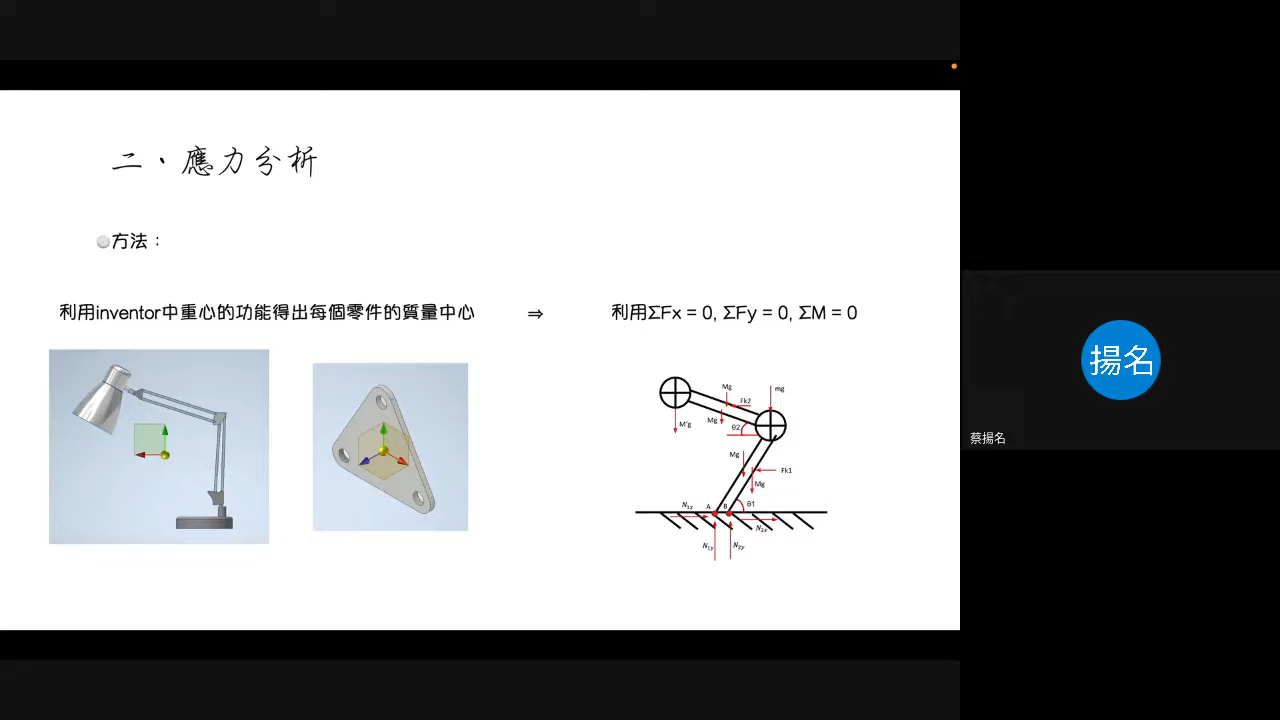 二、應力分析
方法：
利用inventor中重心的功能得出每個零件的質量中心 ⇒ 利用ΣFx = 0, ΣFy = 0, ΣM = 0
Mg
mg
Fk2
M'g
Mg
θ2
Mg
Fk1
Mg
N1x A B θ1
N2x
N1y N2y
揚名
蔡揚名